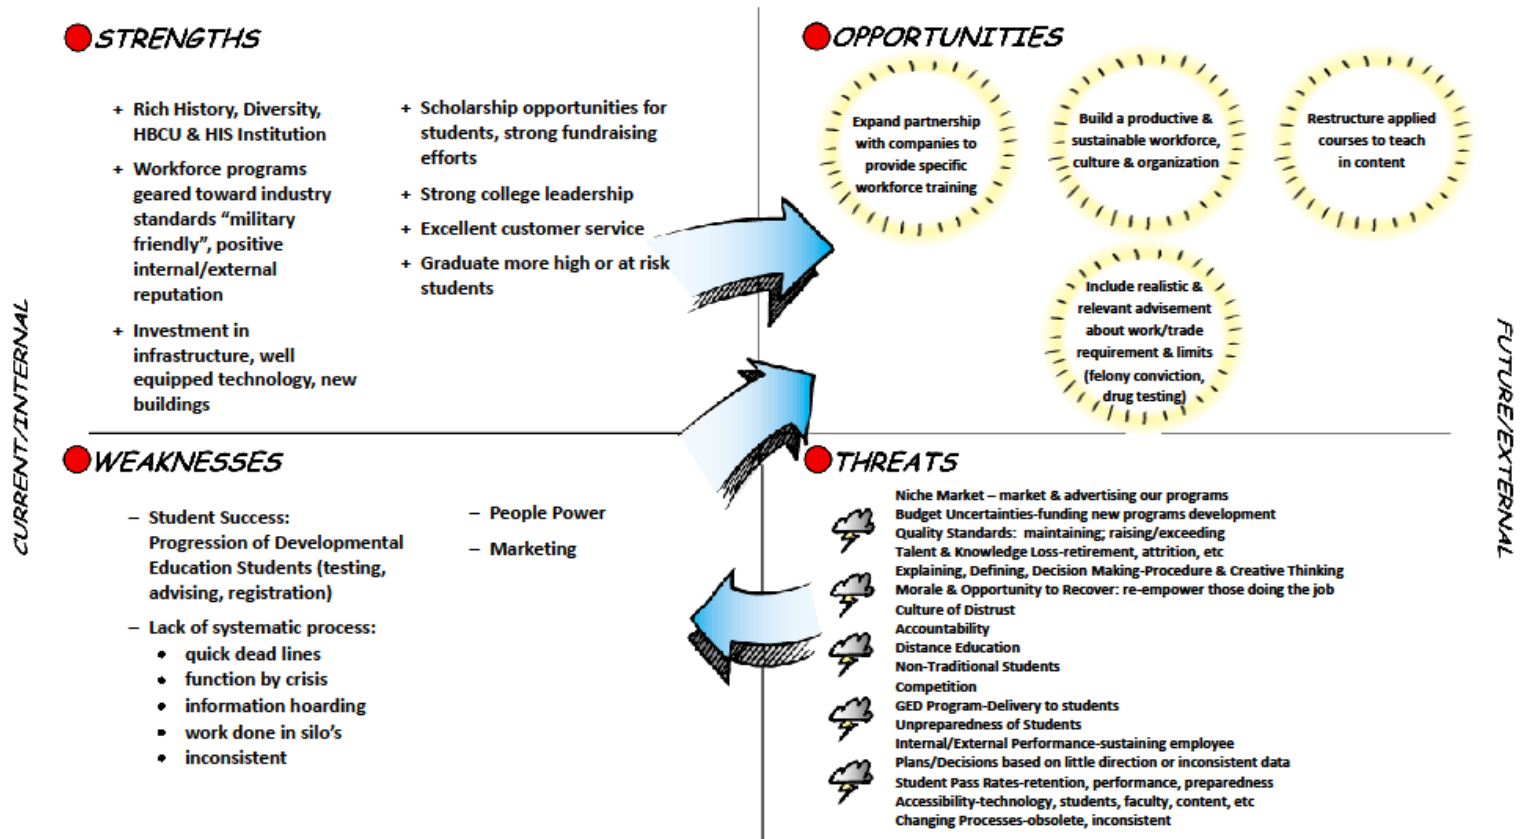 STRENGTHS
+ Rich History, Diversity,
HBCU & HIS Institution
+ Workforce programs
geared toward industry
standards “military
friendly”, positive
internal/external
reputation
+ Investment in
infrastructure, well
equipped technology, new
buildings
+ Scholarship opportunities for
students, strong fundraising
efforts
+ Strong college leadership
+ Excellent customer service
+ Graduate more high or at risk
students
OPPORTUNITIES
Expand partnership
with companies to
provide specific
workforce training
Build a productive &
sustainable workforce,
culture & organization
Restructure applied
courses to teach
in content
Include realistic &
relevant advisement
about work/trade
requirement & limits
(felony conviction,
drug testing)
CURRENT/INTERNAL
FUTURE/EXTERNAL
WEAKNESSES
– Student Success:
Progression of Developmental
Education Students (testing,
advising, registration)
– Lack of systematic process:
• quick dead lines
• function by crisis
• information hoarding
• work done in silo’s
• inconsistent
– People Power
– Marketing
THREATS
Niche Market – market & advertising our programs
Budget Uncertainties-funding new programs development
Quality Standards: maintaining; raising/exceeding
Talent & Knowledge Loss-retirement, attrition, etc
Explaining, Defining, Decision Making-Procedure & Creative Thinking
Morale & Opportunity to Recover: re-empower those doing the job
Culture of Distrust
Accountability
Distance Education
Non-Traditional Students
Competition
GED Program-Delivery to students
Unpreparedness of Students
Internal/External Performance-sustaining employee
Plans/Decisions based on little direction or inconsistent data
Student Pass Rates-retention, performance, preparedness
Accessibility-technology, students, faculty, content, etc
Changing Processes-obsolete, inconsistent